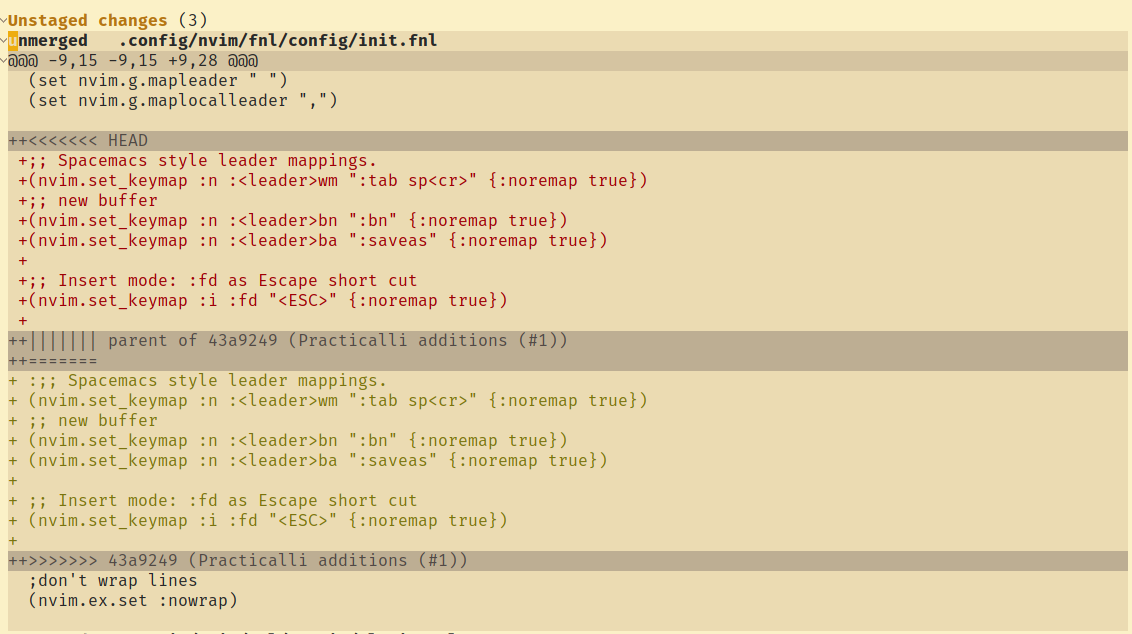 Unstaged changes (3)
unmerged   .config/nvim/fnl/config/init.fnl
@@@ -9,15 -9,15 +9,28 @@@
  (set nvim.g.mapleader " ")
  (set nvim.g.maplocalleader ",")
++<<<<<<< HEAD
 +;; Spacemacs style leader mappings.
 +(nvim.set_keymap :n :<leader>wm ":tab sp<cr>" {:noremap true})
 +;; new buffer
 +(nvim.set_keymap :n :<leader>bn ":bn" {:noremap true})
 +(nvim.set_keymap :n :<leader>ba ":saveas" {:noremap true})
 +
 +;; Insert mode: :fd as Escape short cut
 +(nvim.set_keymap :i :fd "<ESC>" {:noremap true})
 +
++||||||| parent of 43a9249 (Practicalli additions (#1))
++=======
+ :;; Spacemacs style leader mappings.
+ (nvim.set_keymap :n :<leader>wm ":tab sp<cr>" {:noremap true})
+ ;; new buffer
+ (nvim.set_keymap :n :<leader>bn ":bn" {:noremap true})
+ (nvim.set_keymap :n :<leader>ba ":saveas" {:noremap true})
+
+ ;; Insert mode: :fd as Escape short cut
+ (nvim.set_keymap :i :fd "<ESC>" {:noremap true})
+
++>>>>>>> 43a9249 (Practicalli additions (#1))
  ;don't wrap lines
  (nvim.ex.set :nowrap)